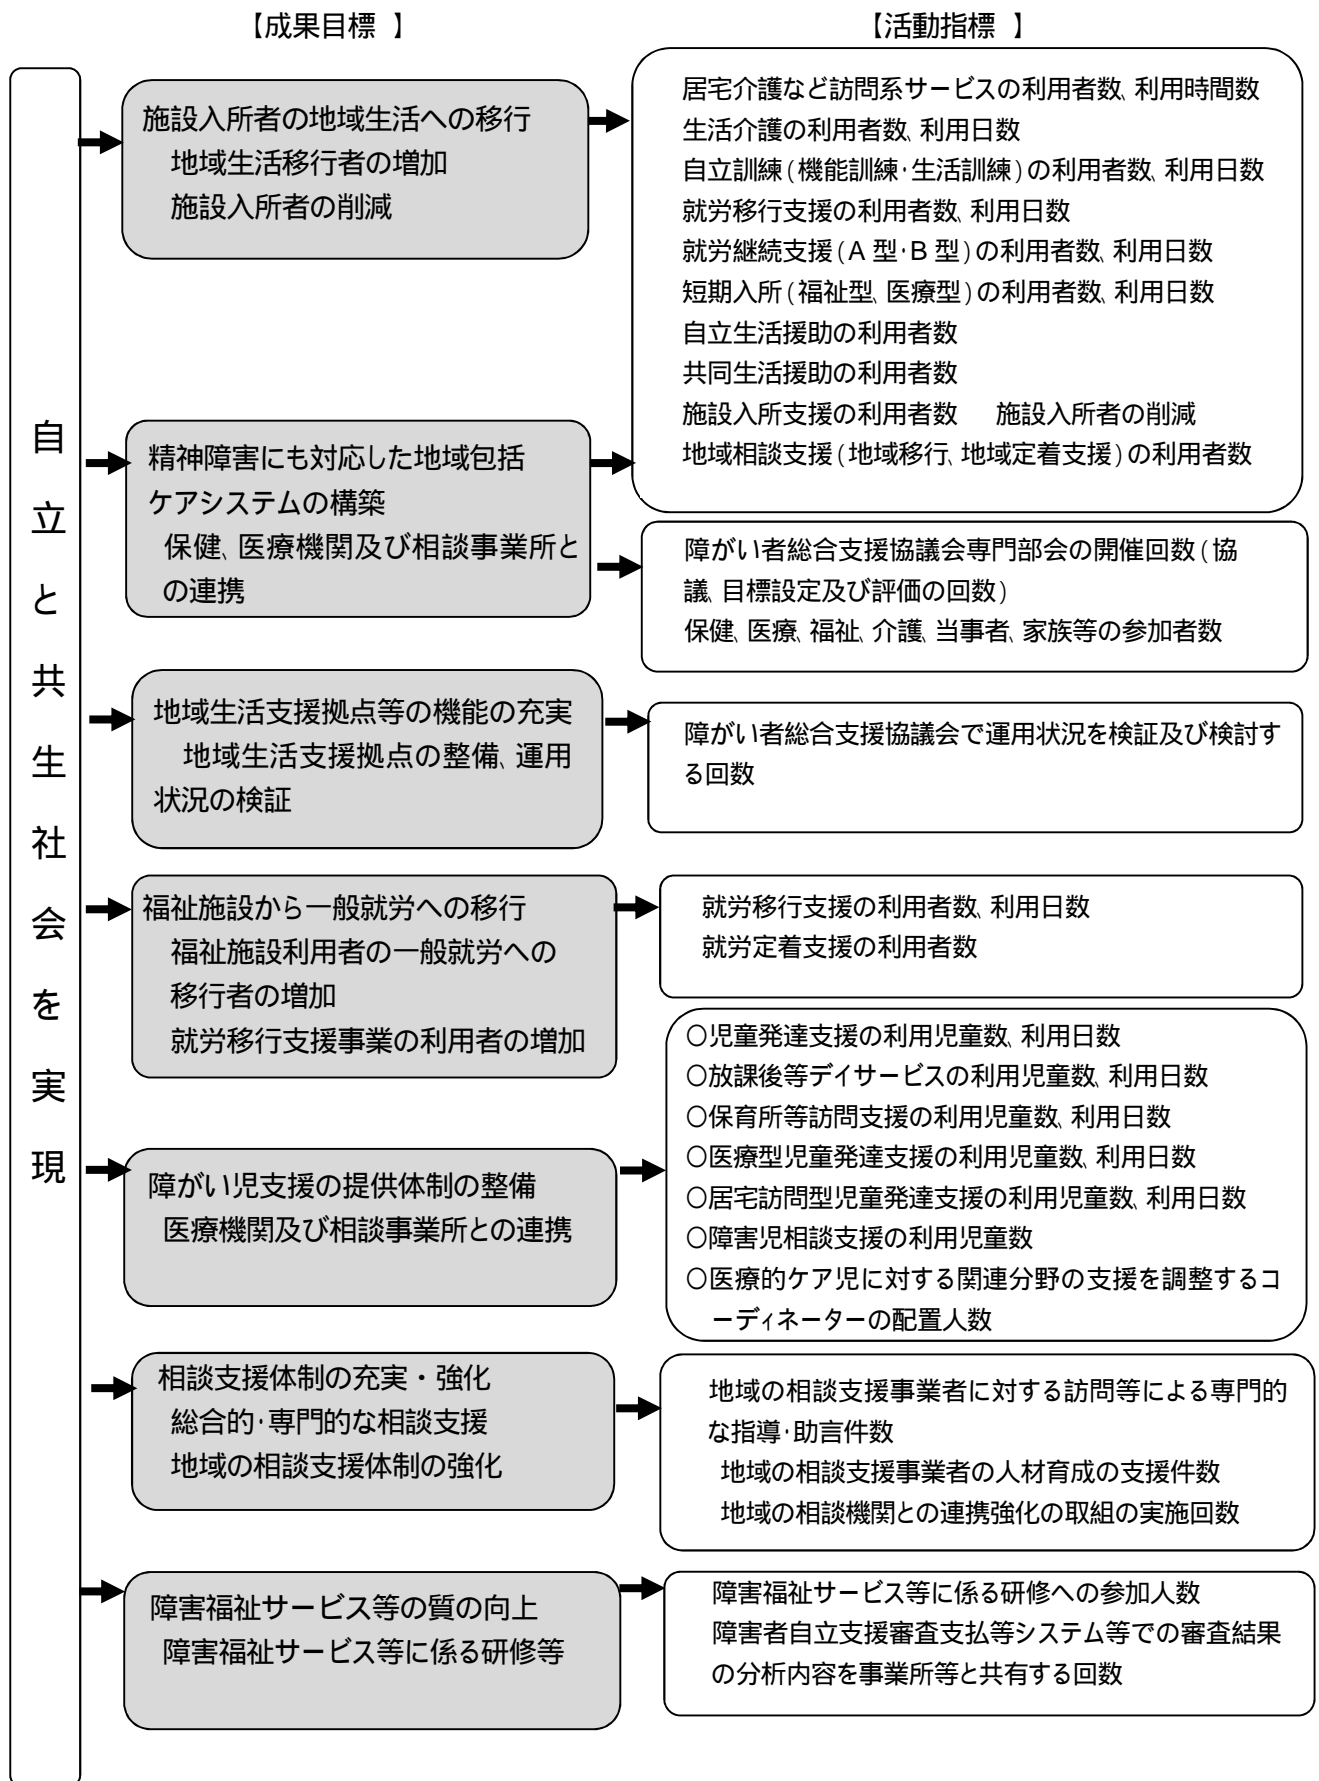 【成果目標 】
【活動指標 】
自立と共生社会を実現
施設入所者の地域生活への移行
地域生活移行者の増加
施設入所者の削減
居宅介護など訪問系サービスの利用者数、利用時間数
生活介護の利用者数、利用日数
自立訓練(機能訓練・生活訓練)の利用者数、利用日数
就労移行支援の利用者数、利用日数
就労継続支援(A 型・B 型)の利用者数、利用日数
短期入所(福祉型、医療型)の利用者数、利用日数
自立生活援助の利用者数
共同生活援助の利用者数
施設入所支援の利用者数　施設入所者の削減
地域相談支援(地域移行、地域定着支援)の利用者数
精神障害にも対応した地域包括
ケアシステムの構築
保健、医療機関及び相談事業所と
の連携
障がい者総合支援協議会専門部会の開催回数(協
議、目標設定及び評価の回数)
保健、医療、福祉、介護、当事者、家族等の参加者数
地域生活支援拠点等の機能の充実
地域生活支援拠点の整備、運用
状況の検証
障がい者総合支援協議会で運用状況を検証及び検討す
る回数
福祉施設から一般就労への移行
福祉施設利用者の一般就労への
移行者の増加
就労移行支援事業の利用者の増加
就労移行支援の利用者数、利用日数
就労定着支援の利用者数
障がい児支援の提供体制の整備
医療機関及び相談事業所との連携
○児童発達支援の利用児童数、利用日数
○放課後等デイサービスの利用児童数、利用日数
○保育所等訪問支援の利用児童数、利用日数
○医療型児童発達支援の利用児童数、利用日数
○居宅訪問型児童発達支援の利用児童数、利用日数
○障害児相談支援の利用児童数
○医療的ケア児に対する関連分野の支援を調整するコ
ーディネーターの配置人数
相談支援体制の充実・強化
総合的・専門的な相談支援
地域の相談支援体制の強化
地域の相談支援事業者に対する訪問等による専門的
な指導・助言件数
地域の相談支援事業者の人材育成の支援件数
地域の相談機関との連携強化の取組の実施回数
障害福祉サービス等の質の向上
障害福祉サービス等に係る研修等
障害福祉サービス等に係る研修への参加人数
障害者自立支援審査支払等システム等での審査結果
の分析内容を事業所等と共有する回数